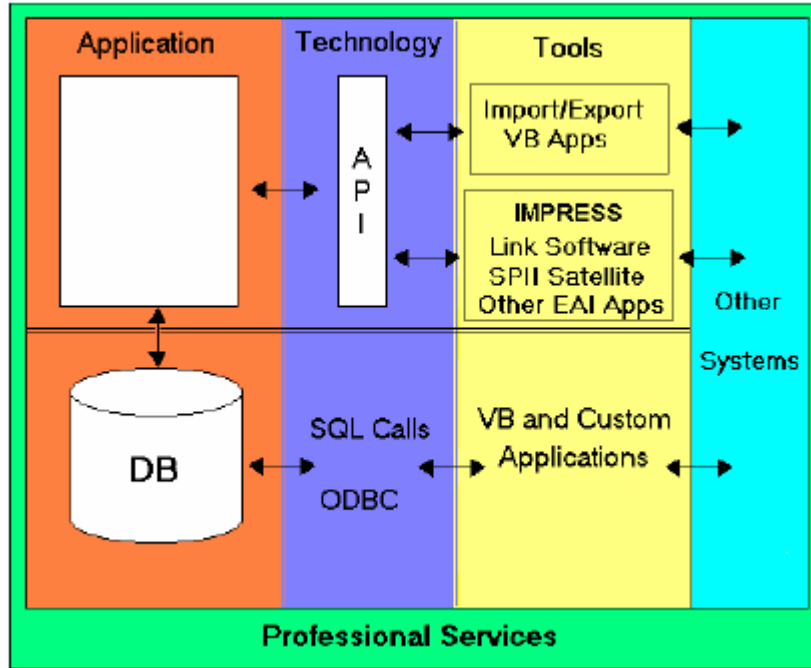 Application
Technology
Tools
A
P
I
Import/Export
VB Apps
IMPRESS
Link Software
SPII Satellite
Other EAI Apps
Other
Systems
DB
SQL Calls
ODBC
VB and Custom
Applications
Professional Services